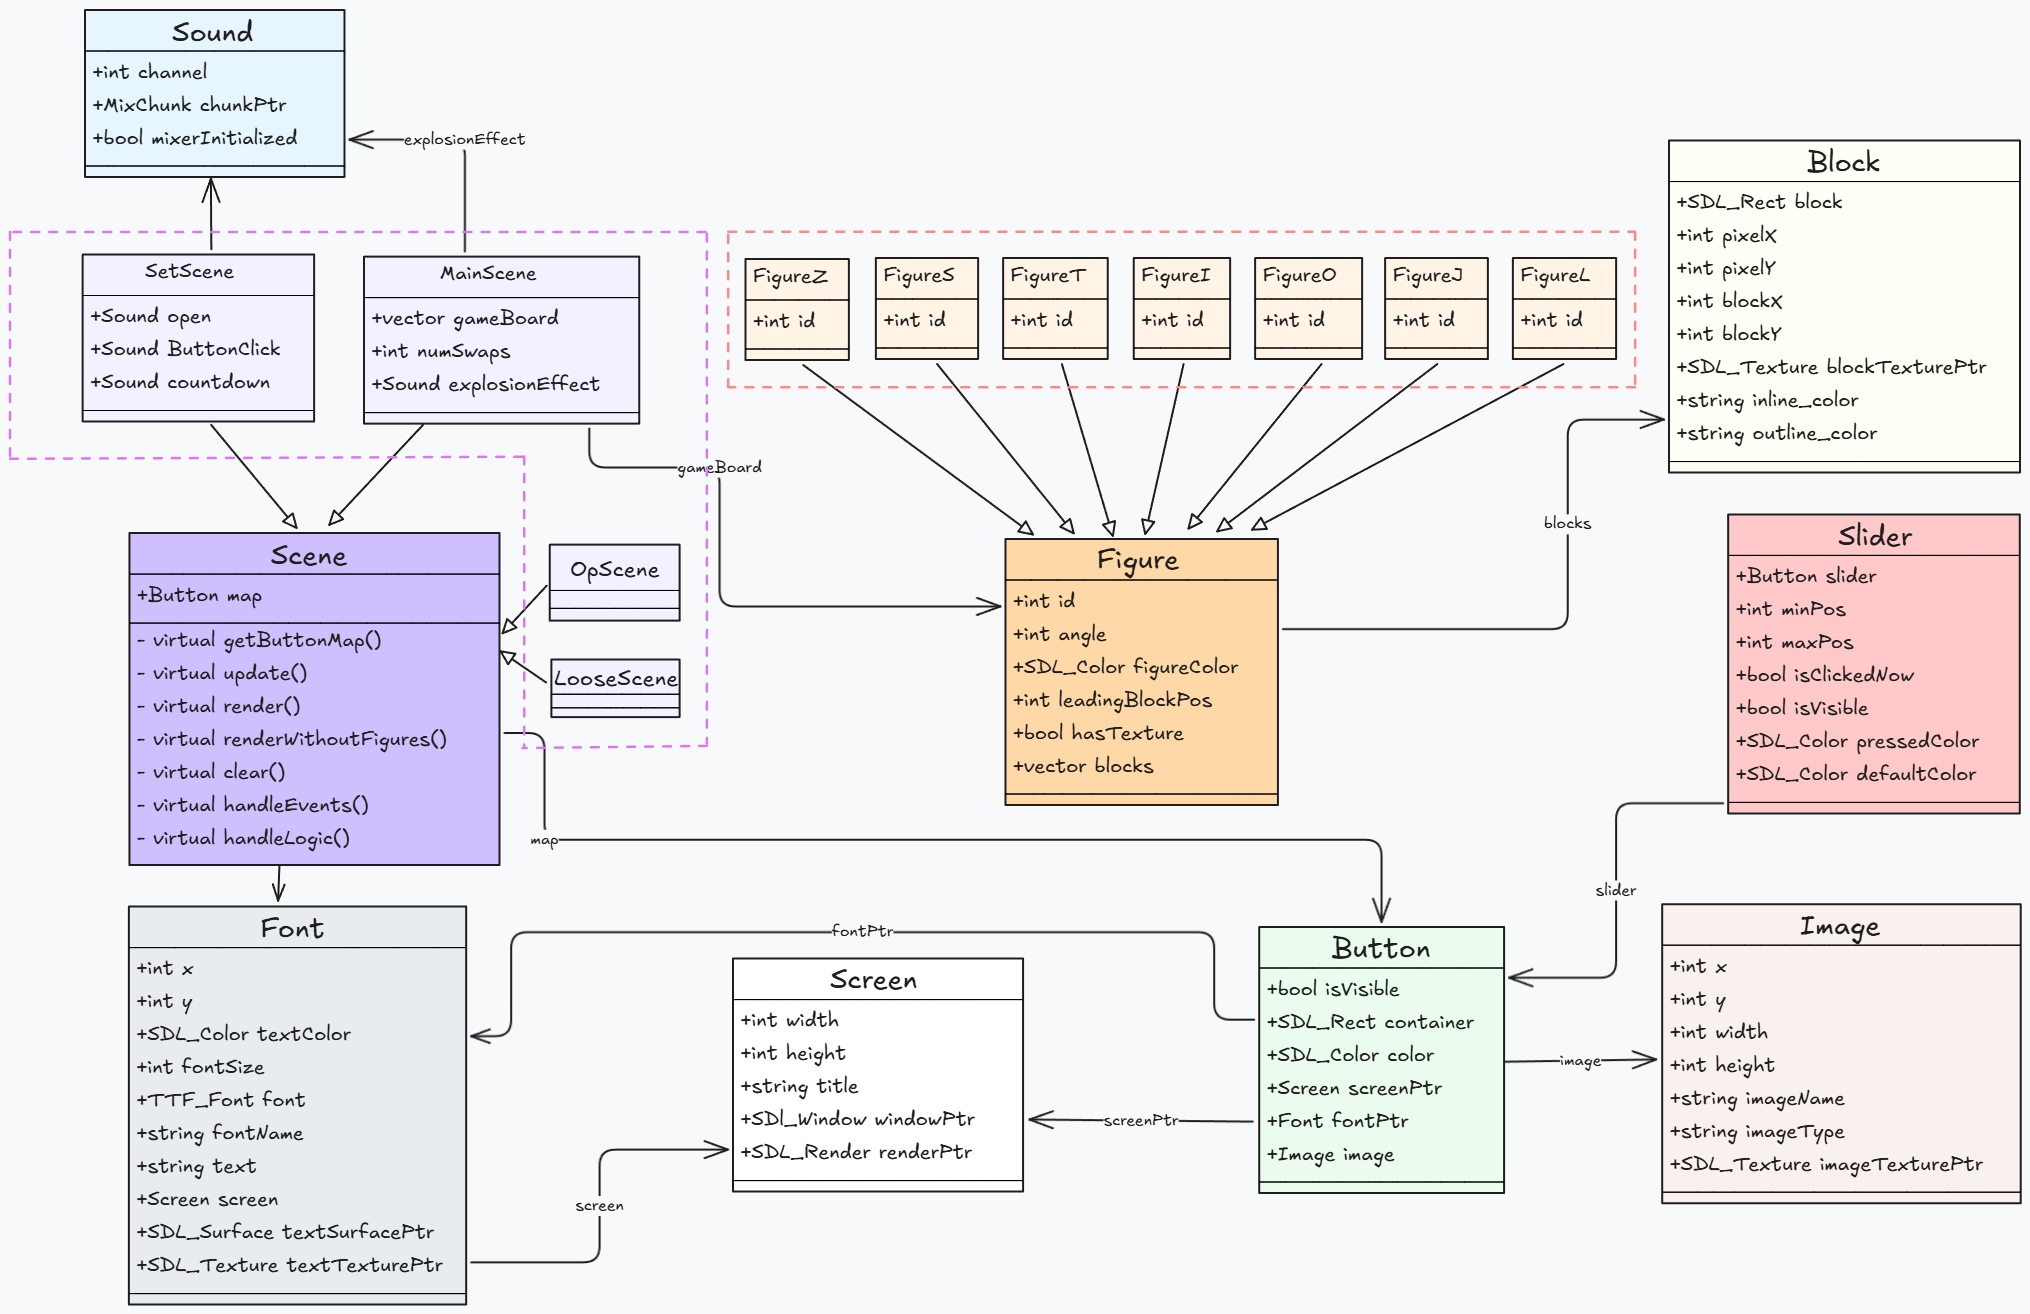 Sound
+int channel
+MixChunk chunkPtr
+bool mixerInitialized
explosionEffect
SetScene
+Sound open
+Sound ButtonClick
+Sound countdown
MainScene
+vector gameBoard
+int numSwaps
+Sound explosionEffect
gameBoard
FigureZ
+int id
FigureS
+int id
FigureT
+int id
FigureI
+int id
FigureO
+int id
FigureJ
+int id
FigureL
+int id
Block
+SDL_Rect block
+int pixelX
+int pixelY
+int blockX
+int blockY
+SDL_Texture blockTexturePtr
+string inline_color
+string outline_color
blocks
Scene
+Button map
- virtual getButtonMap()
- virtual update()
- virtual render()
- virtual renderWithoutFigures()
- virtual clear()
- virtual handleEvents()
- virtual handleLogic()
OpScene
LooseScene
map
Figure
+int id
+int angle
+SDL_Color figureColor
+int leadingBlockPos
+bool hasTexture
+vector blocks
Slider
+Button slider
+int minPos
+int maxPos
+bool isClickedNow
+bool isVisible
+SDL_Color pressedColor
+SDL_Color defaultColor
slider
Font
+int x
+int y
+SDL_Color textColor
+int fontSize
+TTF_Font font
+string fontName
+string text
+Screen screen
+SDL_Surface textSurfacePtr
+SDL_Texture textTexturePtr
fontPtr
screen
Screen
+int width
+int height
+string title
+SDl_Window windowPtr
+SDL_Render renderPtr
screenPtr
Button
+bool isVisible
+SDL_Rect container
+SDL_Color color
+Screen screenPtr
+Font fontPtr
+Image image
image
Image
+int x
+int y
+int width
+int height
+string imageName
+string imageType
+SDL_Texture imageTexturePtr